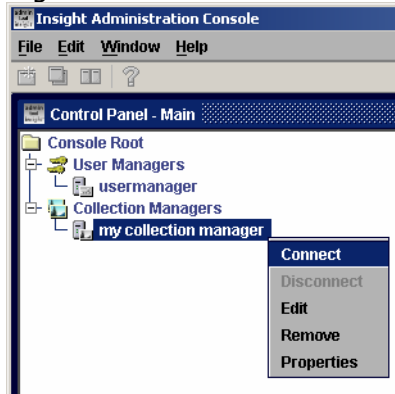 Insight Administration Console
File Edit Window Help
Control Panel - Main
Console Root
User Managers
usermanager
Collection Managers
my collection manager
Connect
Disconnect
Edit
Remove
Properties